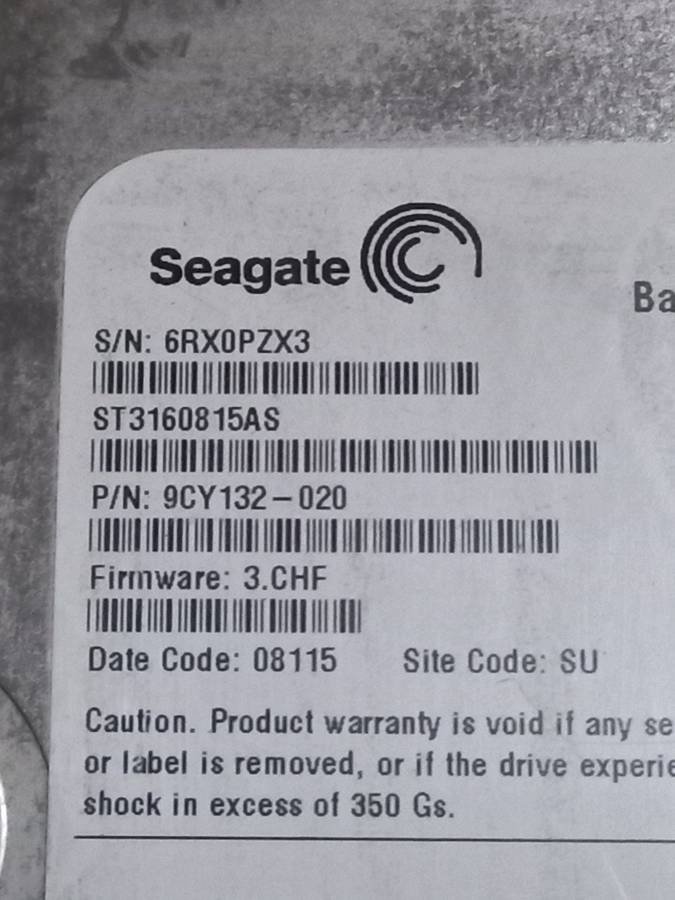 Seagate
Ba
S/N: 6RX0PZX3
ST3160815AS
P/N: 9CY132-020
Firmware: 3.CHF
Date Code: 08115 Site Code: SU
Caution. Product warranty is void if any se
or label is removed, or if the drive experie
shock in excess of 350 Gs.